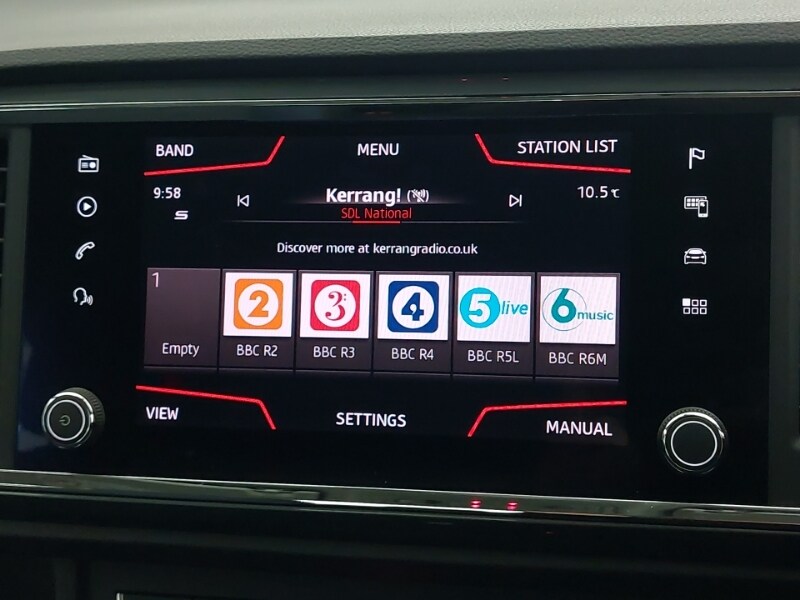 BAND MENU STATION LIST
9:58 Kerrang! 10.5°C
S SDL National
Discover more at kerrangradio.co.uk
1 2 3 4 5 live 6 music
Empty BBC R2 BBC R3 BBC R4 BBC R5L BBC R6M
VIEW SETTINGS MANUAL